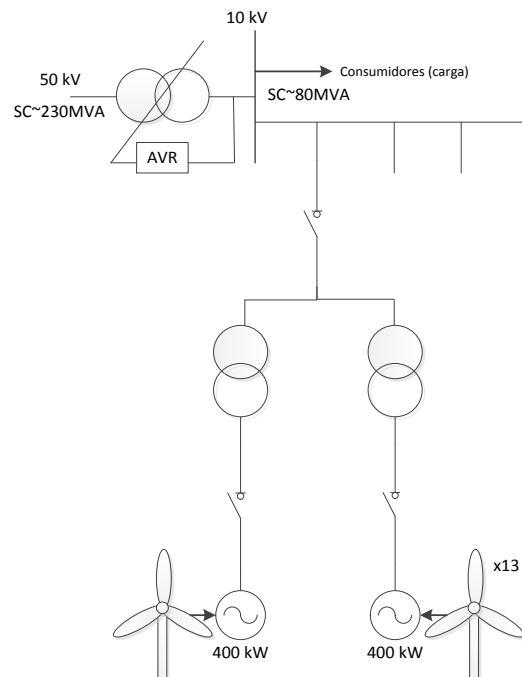 10 kV
50 kV
Consumidores (carga)
SC~230MVA
SC~80MVA
AVR
x13
400 kW
400 kW